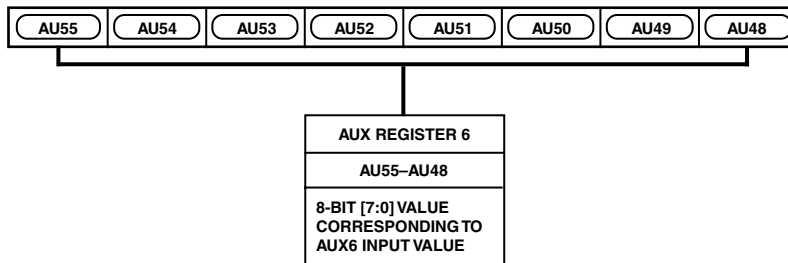 AU55 AU54 AU53 AU52 AU51 AU50 AU49 AU48
AUX REGISTER 6
AU55–AU48
8-BIT [7:0] VALUE
CORRESPONDING TO
AUX6 INPUT VALUE